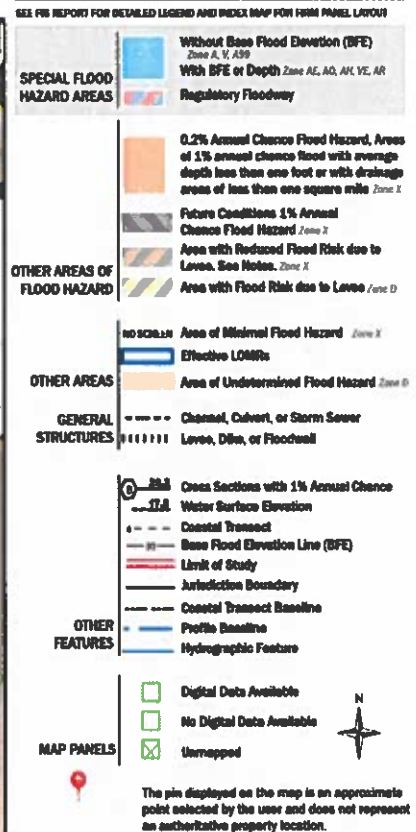 SEE FIS REPORT FOR DETAILED LEGEND AND INDEX MAP FOR FIRM PANEL LAYOUT
SPECIAL FLOOD
HAZARD AREAS
Without Base Flood Elevation (BFE)
Zone A, V, A99
With BFE or Depth Zone AE, AO, AH, VE, AR
Regulatory Floodway
OTHER AREAS OF
FLOOD HAZARD
0.2% Annual Chance Flood Hazard, Areas
of 1% annual chance flood with average
depth less than one foot or with drainage
areas of less than one square mile Zone X
Future Conditions 1% Annual
Chance Flood Hazard Zone X
Area with Reduced Flood Risk due to
Levee. See Notes. Zone X
Area with Flood Risk due to Levee Zone D
OTHER AREAS
NO SCREEN Area of Minimal Flood Hazard Zone X
Effective LOMRs
Area of Undetermined Flood Hazard Zone D
GENERAL
STRUCTURES
Channel, Culvert, or Storm Sewer
Levee, Dike, or Floodwall
OTHER
FEATURES
20.2 Cross Sections with 1% Annual Chance
17.5 Water Surface Elevation
Coastal Transect
Base Flood Elevation Line (BFE)
Limit of Study
Jurisdiction Boundary
Coastal Transect Baseline
Profile Baseline
Hydrographic Feature
MAP PANELS
Digital Data Available
No Digital Data Available
Unmapped
N
The pin displayed on the map is an approximate
point selected by the user and does not represent
an authoritative property location.